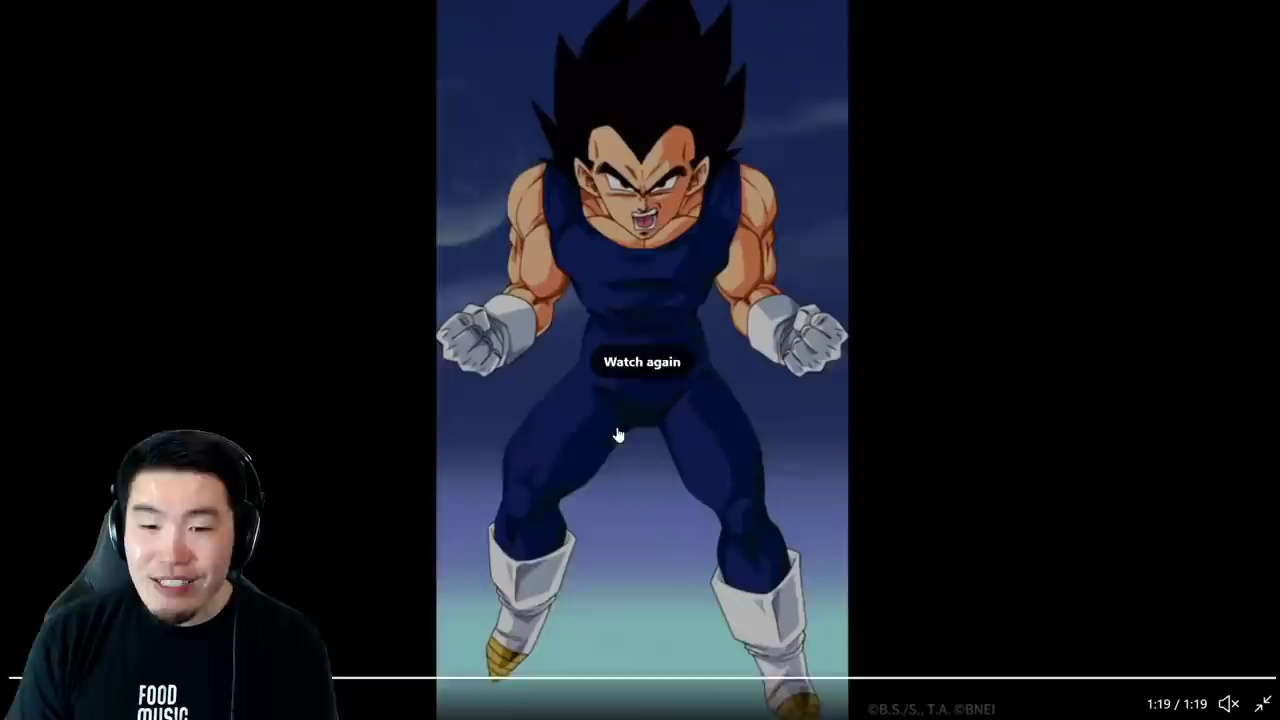 Watch again
FOOD
MUSIC
1:19 / 1:19
©B.S./S., T.A. ©BNEI